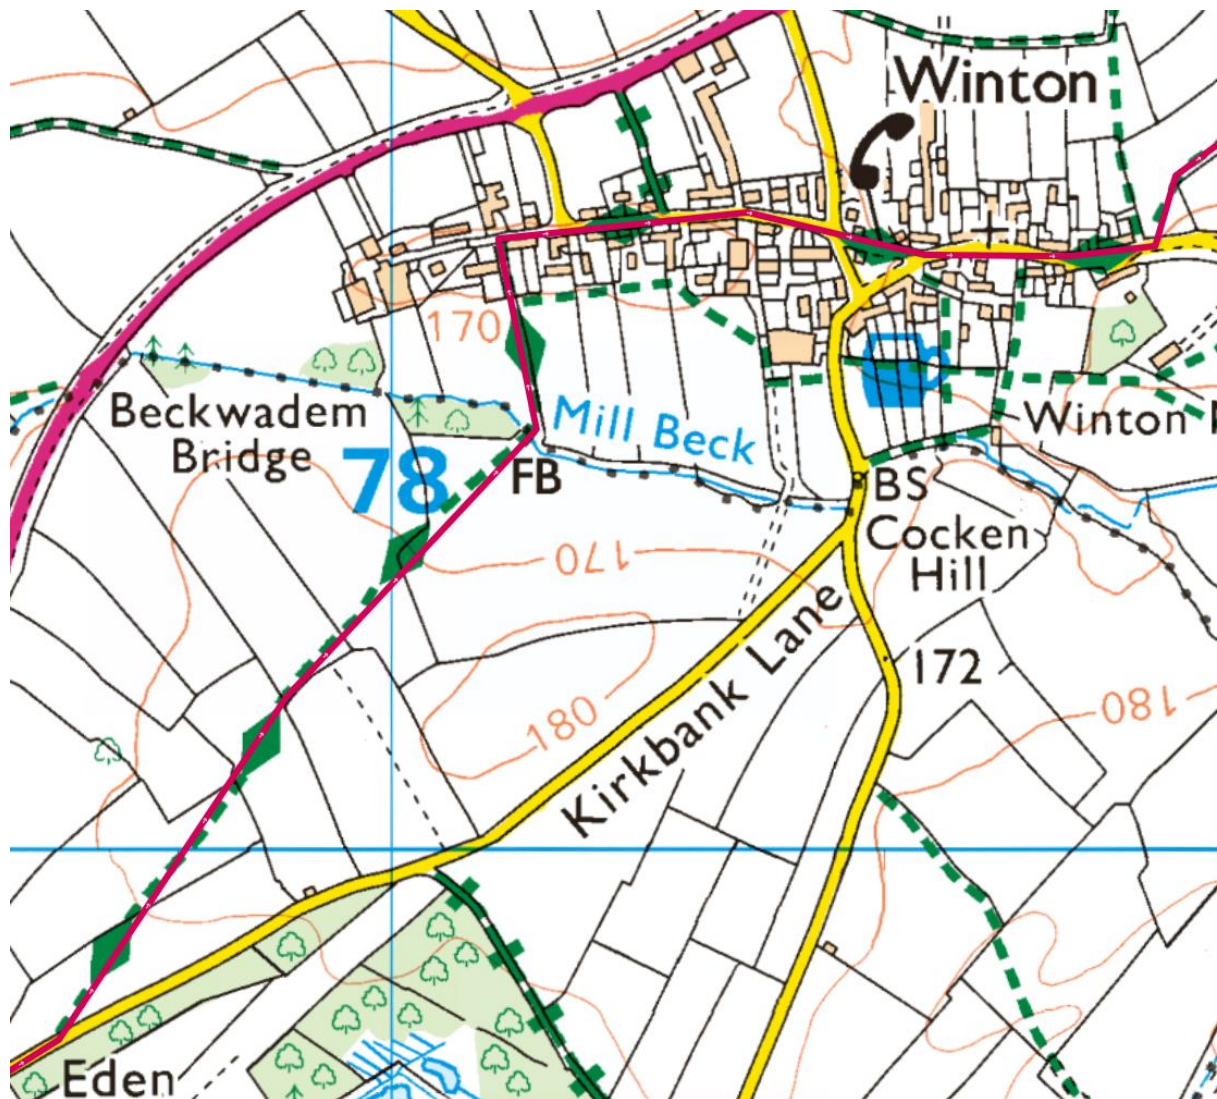 Winton
170
Beckwadem
Bridge
78
Mill Beck
FB
Winton
BS
Cocken
Hill
170
Kirkbank Lane
172
180
180
Eden